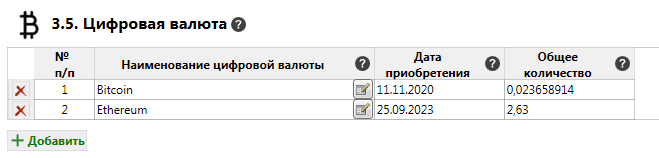 3.5. Цифровая валюта
№ п/п Наименование цифровой валюты Дата приобретения Общее количество
1 Bitcoin 11.11.2020 0,023658914
2 Ethereum 25.09.2023 2,63
Добавить